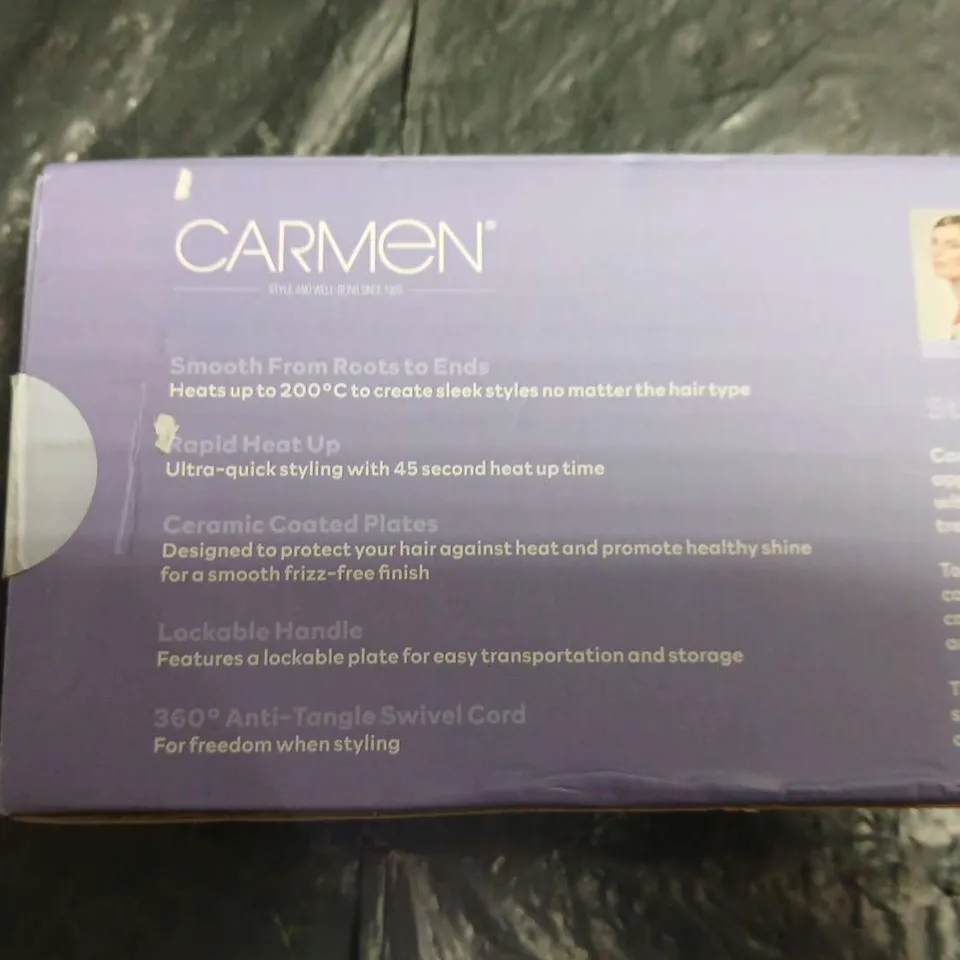 CARMEN®
STYLE AND WELL-BEING SINCE
Smooth From Roots to Ends
Heats up to 200°C to create sleek styles no matter the hair type
Rapid Heat Up
Ultra-quick styling with 45 second heat up time
Ceramic Coated Plates
Designed to protect your hair against heat and promote healthy shine
for a smooth frizz-free finish
Lockable Handle
Features a lockable plate for easy transportation and storage
360° Anti-Tangle Swivel Cord
For freedom when styling